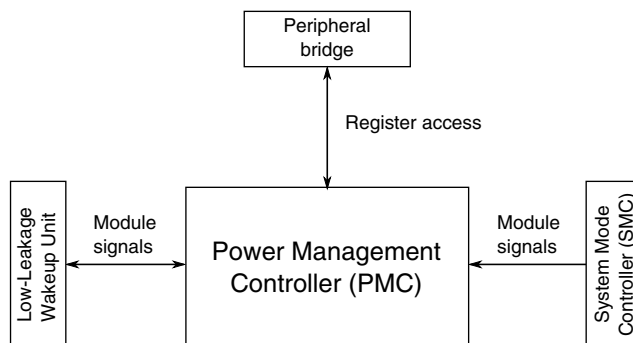 Peripheral
bridge
Register access
Low-Leakage
Wakeup Unit
Module
signals
Power Management
Controller (PMC)
Module
signals
System Mode
Controller (SMC)